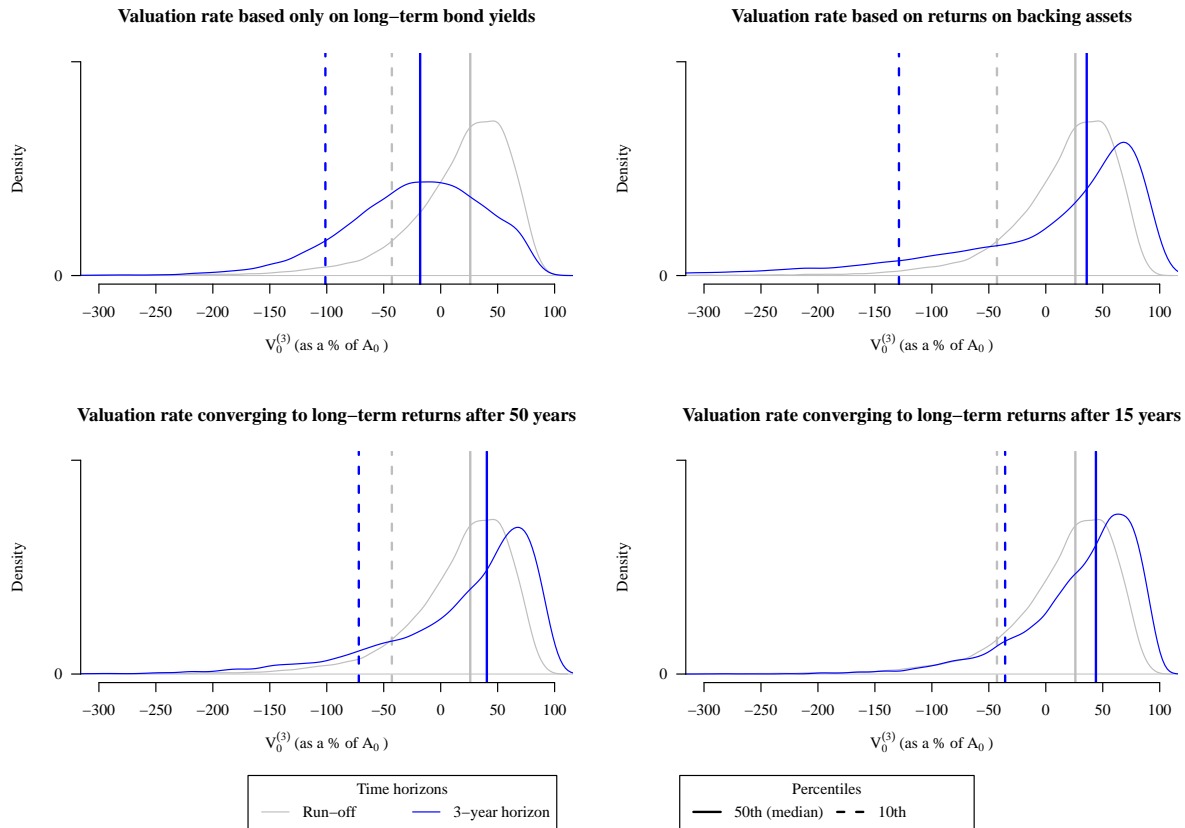 Valuation rate based only on long−term bond yields
Density
0
−300 −250 −200 −150 −100 −50 0 50 100
V₀⁽³⁾ (as a % of A₀ )
Valuation rate based on returns on backing assets
Density
0
−300 −250 −200 −150 −100 −50 0 50 100
V₀⁽³⁾ (as a % of A₀ )
Valuation rate converging to long−term returns after 50 years
Density
0
−300 −250 −200 −150 −100 −50 0 50 100
V₀⁽³⁾ (as a % of A₀ )
Valuation rate converging to long−term returns after 15 years
Density
0
−300 −250 −200 −150 −100 −50 0 50 100
V₀⁽³⁾ (as a % of A₀ )
Time horizons
Run−off 3−year horizon
Percentiles
50th (median) 10th